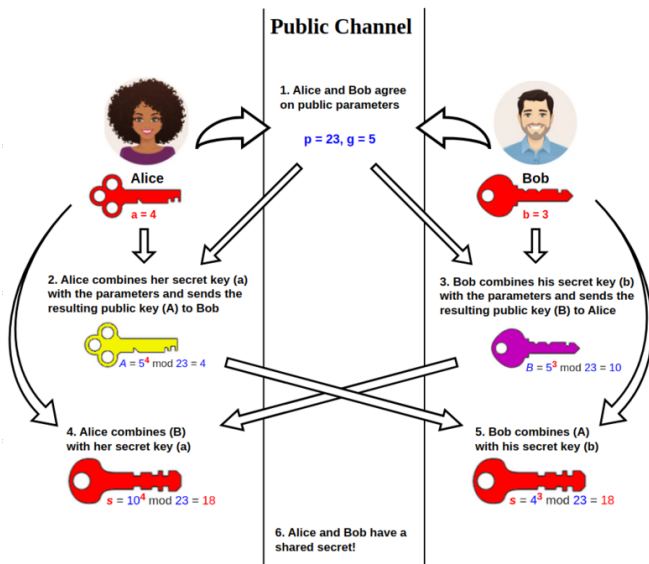 Public Channel
1. Alice and Bob agree
on public parameters
p = 23, g = 5
Alice
a = 4
Bob
b = 3
2. Alice combines her secret key (a)
with the parameters and sends the
resulting public key (A) to Bob
A = 5⁴ mod 23 = 4
3. Bob combines his secret key (b)
with the parameters and sends the
resulting public key (B) to Alice
B = 5³ mod 23 = 10
4. Alice combines (B)
with her secret key (a)
s = 10⁴ mod 23 = 18
5. Bob combines (A)
with his secret key (b)
s = 4³ mod 23 = 18
6. Alice and Bob have a
shared secret!